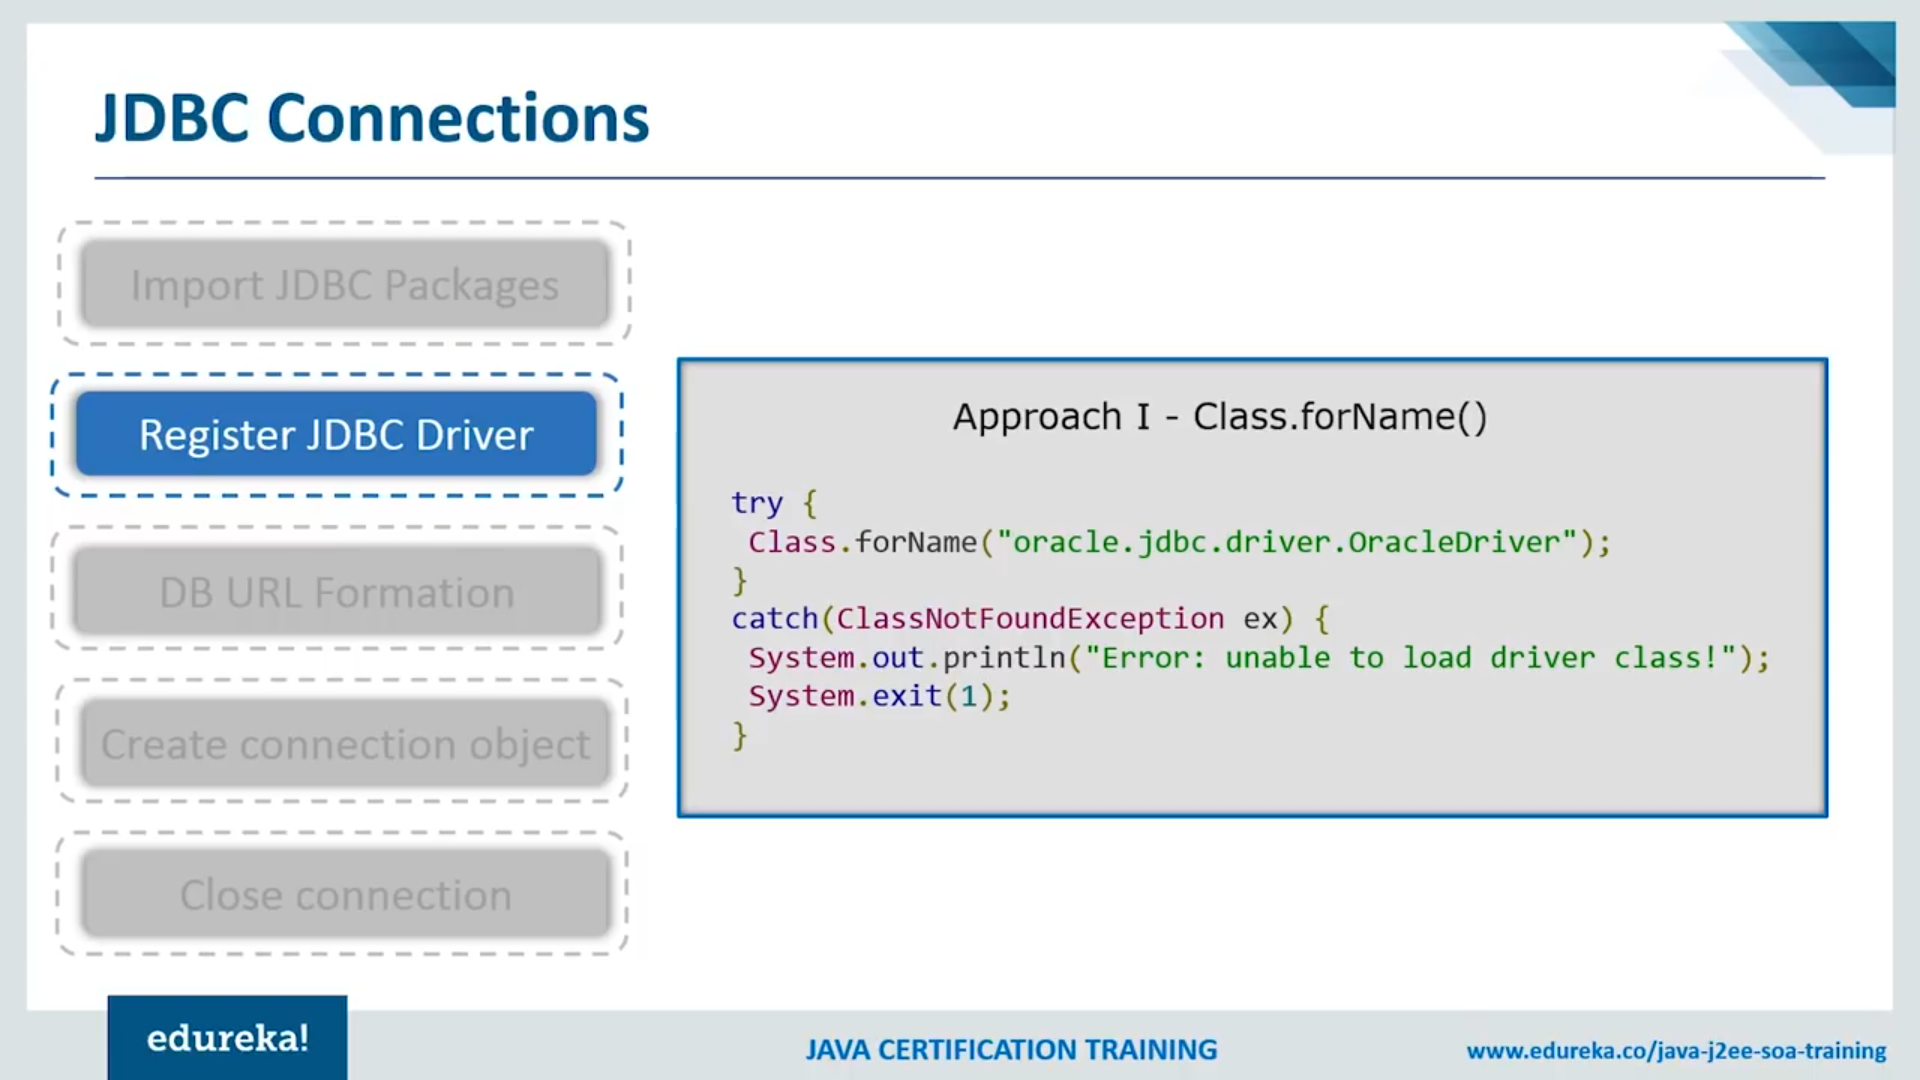 JDBC Connections
Import JDBC Packages
Register JDBC Driver
DB URL Formation
Create connection object
Close connection
Approach I - Class.forName()
try {
 Class.forName("oracle.jdbc.driver.OracleDriver");
}
catch(ClassNotFoundException ex) {
 System.out.println("Error: unable to load driver class!");
 System.exit(1);
}
edureka!
JAVA CERTIFICATION TRAINING
www.edureka.co/java-j2ee-soa-training